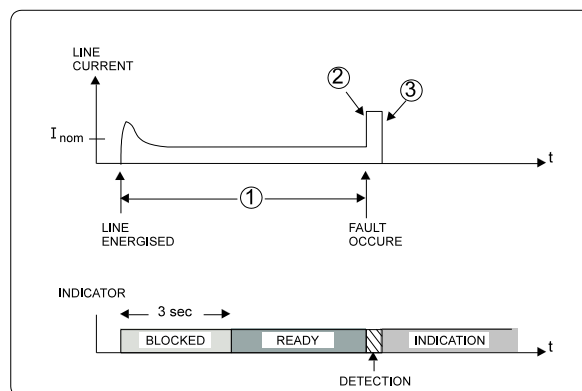 LINE
CURRENT
② ③
I nom
t
①
LINE
ENERGISED
FAULT
OCCURE
INDICATOR
3 sec
BLOCKED READY INDICATION
t
DETECTION